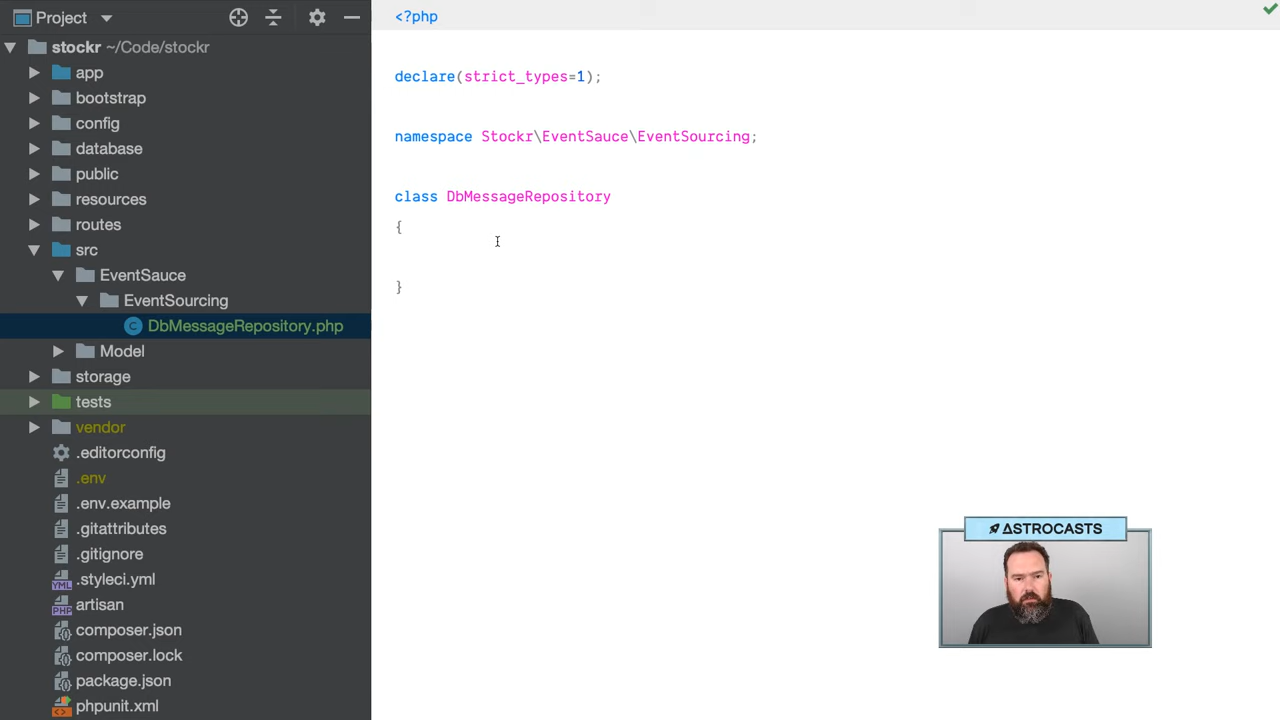 Project
stockr ~/Code/stockr
app
bootstrap
config
database
public
resources
routes
src
EventSauce
EventSourcing
DbMessageRepository.php
Model
storage
tests
vendor
.editorconfig
.env
.env.example
.gitattributes
.gitignore
.styleci.yml
artisan
composer.json
composer.lock
package.json
phpunit.xml
<?php
declare(strict_types=1);
namespace Stockr\EventSauce\EventSourcing;
class DbMessageRepository
{
}
ΔSTROCASTS